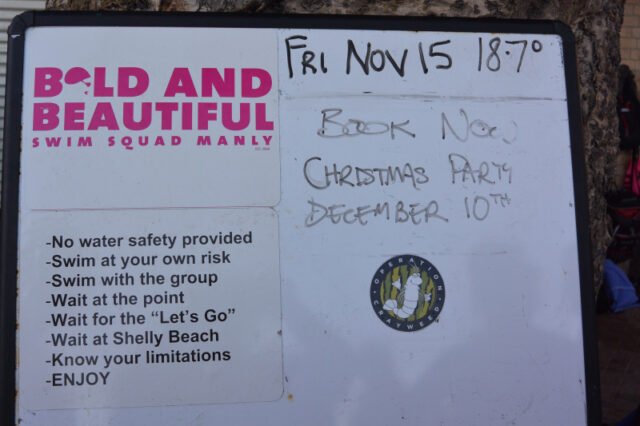 BOLD AND
BEAUTIFUL
SWIM SQUAD MANLY
FRI NOV 15 18.7°
BOOK NOW
CHRISTMAS PARTY
DECEMBER 10TH
-No water safety provided
-Swim at your own risk
-Swim with the group
-Wait at the point
-Wait for the “Let's Go”
-Wait at Shelly Beach
-Know your limitations
-ENJOY
OPERATION
CRAYWEED